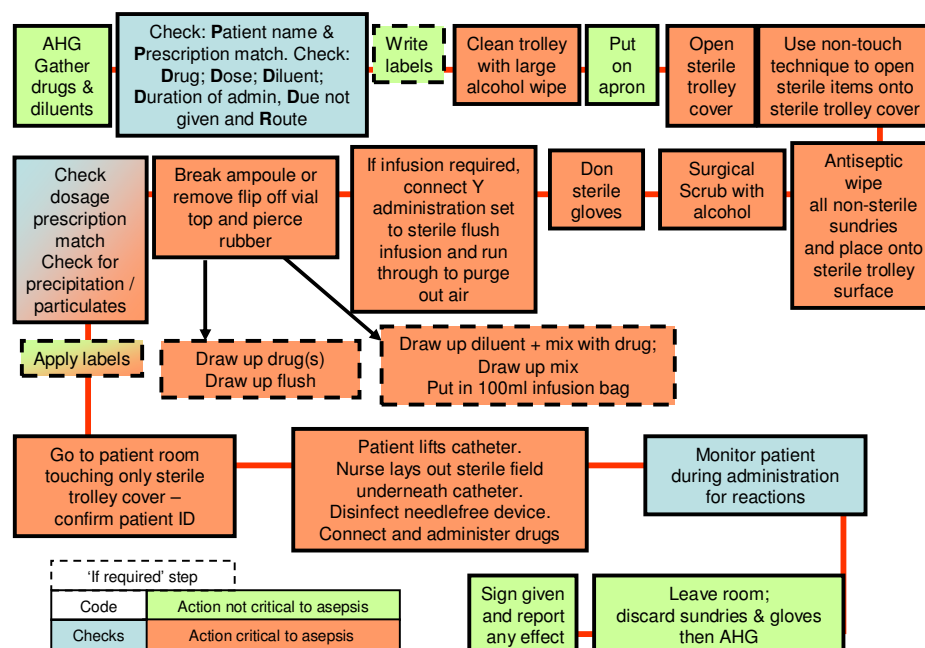 AHG
Gather
drugs &
diluents
Check: Patient name &
Prescription match. Check:
Drug; Dose; Diluent;
Duration of admin, Due not
given and Route
Write
labels
Clean trolley
with large
alcohol wipe
Put
on
apron
Open
sterile
trolley
cover
Use non-touch
technique to open
sterile items onto
sterile trolley cover
Antiseptic
wipe
all non-sterile
sundries
and place onto
sterile trolley
surface
Surgical
Scrub with
alcohol
Don
sterile
gloves
If infusion required,
connect Y
administration set
to sterile flush
infusion and run
through to purge
out air
Break ampoule or
remove flip off vial
top and pierce
rubber
Draw up drug(s)
Draw up flush
Draw up diluent + mix with drug;
Draw up mix
Put in 100ml infusion bag
Check
dosage
prescription
match
Check for
precipitation /
particulates
Apply labels
Go to patient room
touching only sterile
trolley cover –
confirm patient ID
Patient lifts catheter.
Nurse lays out sterile field
underneath catheter.
Disinfect needlefree device.
Connect and administer drugs
Monitor patient
during administration
for reactions
Leave room;
discard sundries & gloves
then AHG
Sign given
and report
any effect
'If required' step
Code
Action not critical to asepsis
Checks
Action critical to asepsis